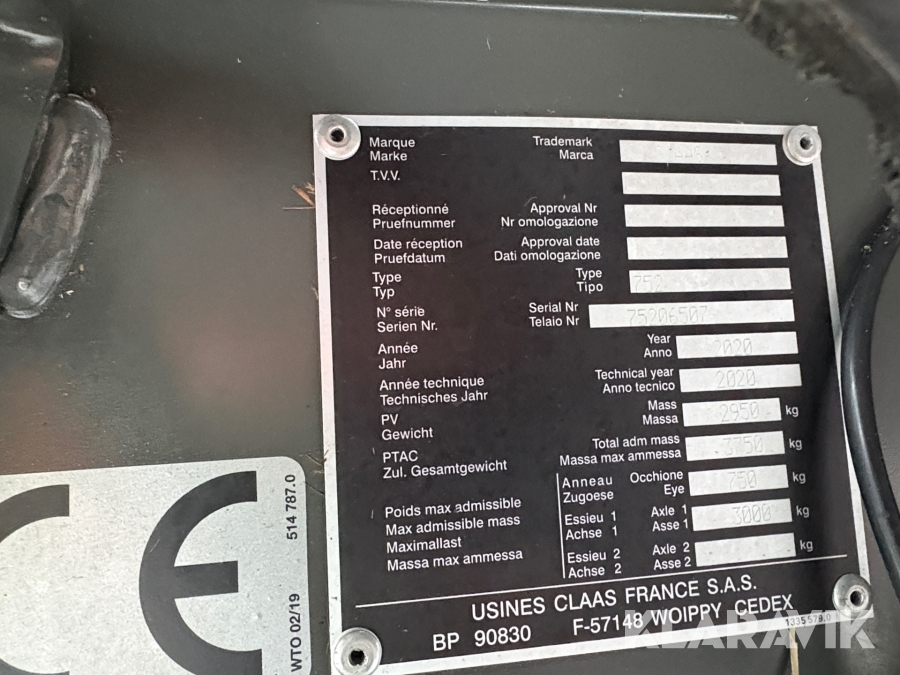 Marque Trademark
Marke Marca
T.V.V.
Réceptionné Approval Nr
Pruefnummer Nr omologazione
Date réception Approval date
Pruefdatum Dati omologazione
Type Type 752
Typ Tipo
N° série Serial Nr 75206507
Serien Nr. Telaio Nr
Année Year 2020
Jahr Anno
Année technique Technical year 2020
Technisches Jahr Anno tecnico
PV Mass 2950 kg
Gewicht Massa
PTAC Total adm mass 3750 kg
Zul. Gesamtgewicht Massa max ammessa
Poids max admissible Anneau Occhione 750 kg
Max admissible mass Zugoese Eye
Maximallast Essieu 1 Axle 1 3000 kg
Massa max ammessa Achse 1 Asse 1
Essieu 2 Axle 2 kg
Achse 2 Asse 2
USINES CLAAS FRANCE S.A.S.
BP 90830 F-57148 WOIPPY CEDEX
1335 579.0
CE
WTO 02/19 514 787.0
KLARAVIK